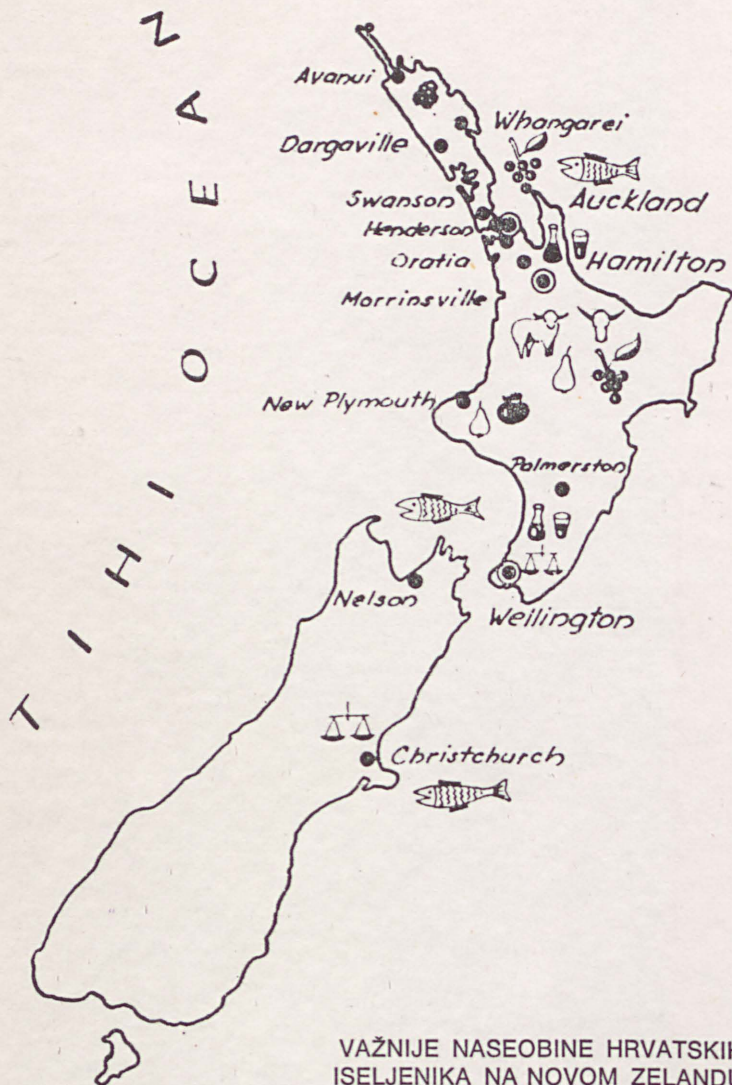 TIHI OCEAN
Avanui
Whangarei
Dargaville
Auckland
Swanson
Henderson
Hamilton
Oratia
Morrinsville
New Plymouth
Palmerston
Nelson
Wellington
Christchurch
VAŽNIJE NASEOBINE HRVATSKIH
ISELJENIKA NA NOVOM ZELANDU